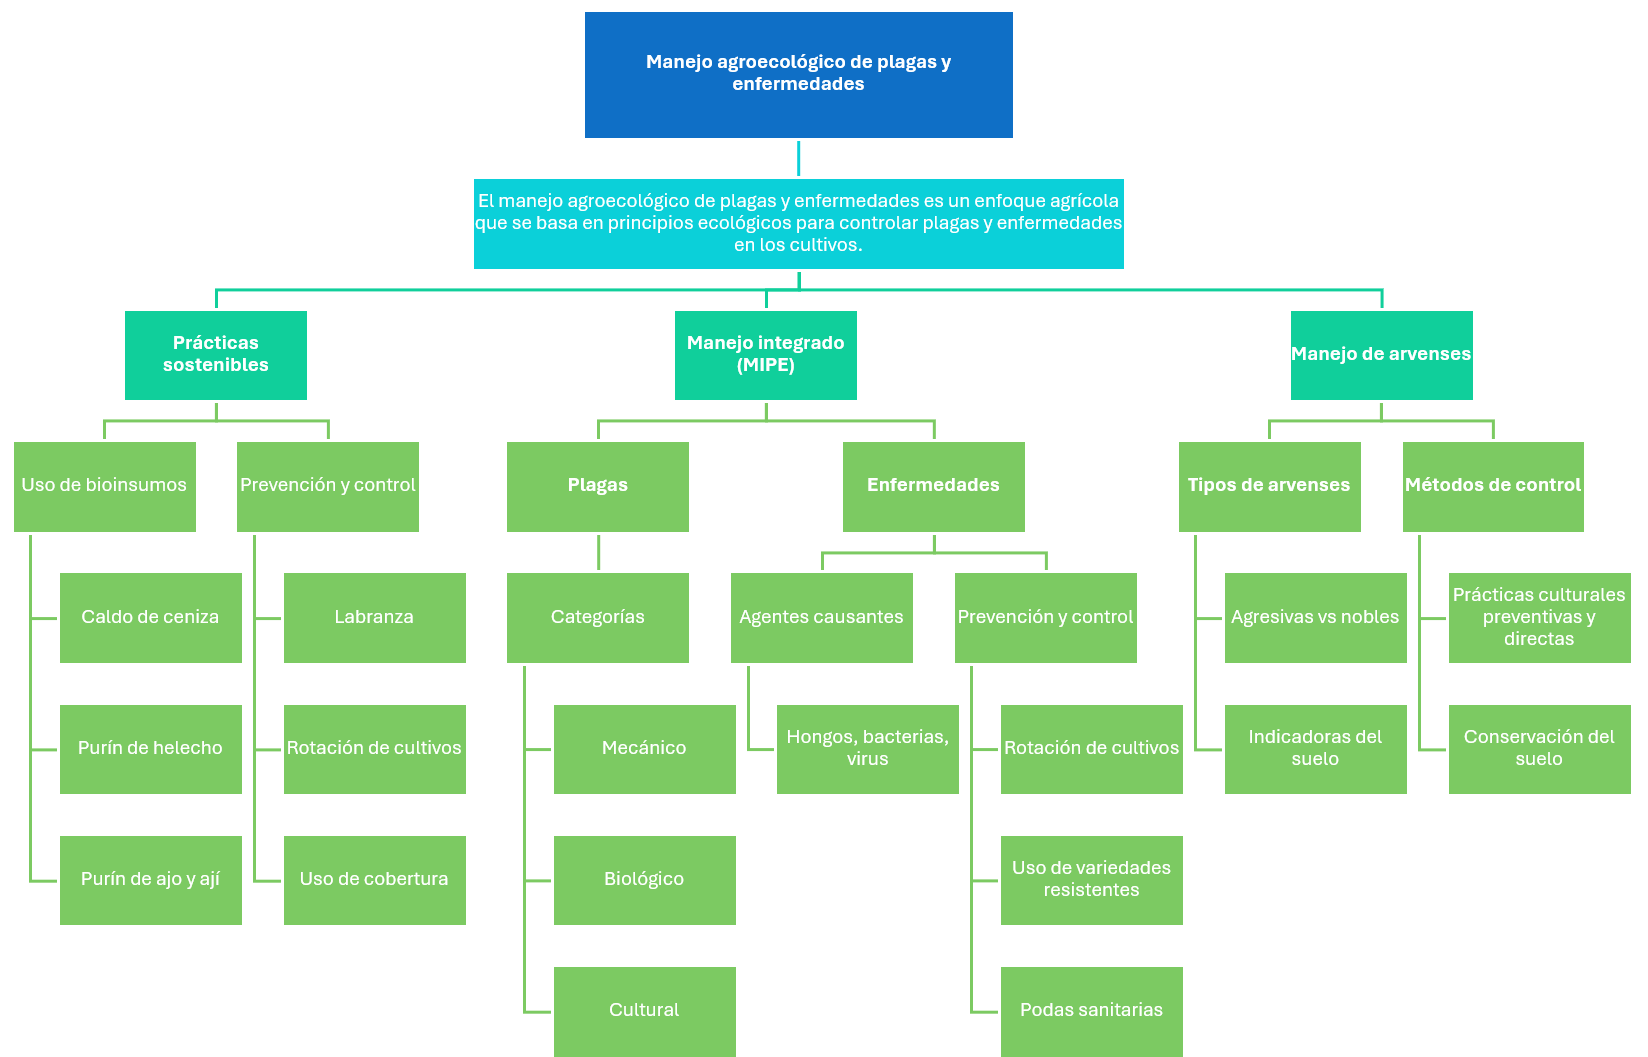 Manejo agroecológico de plagas y
enfermedades
El manejo agroecológico de plagas y enfermedades es un enfoque agrícola
que se basa en principios ecológicos para controlar plagas y enfermedades
en los cultivos.
Prácticas
sostenibles
Manejo integrado
(MIPE)
Manejo de arvenses
Uso de bioinsumos
Prevención y control
Plagas
Enfermedades
Tipos de arvenses
Métodos de control
Caldo de ceniza
Labranza
Categorías
Agentes causantes
Prevención y control
Agresivas vs nobles
Prácticas culturales
preventivas y
directas
Purín de helecho
Rotación de cultivos
Mecánico
Hongos, bacterias,
virus
Rotación de cultivos
Indicadoras del
suelo
Conservación del
suelo
Purín de ajo y ají
Uso de cobertura
Biológico
Uso de variedades
resistentes
Cultural
Podas sanitarias